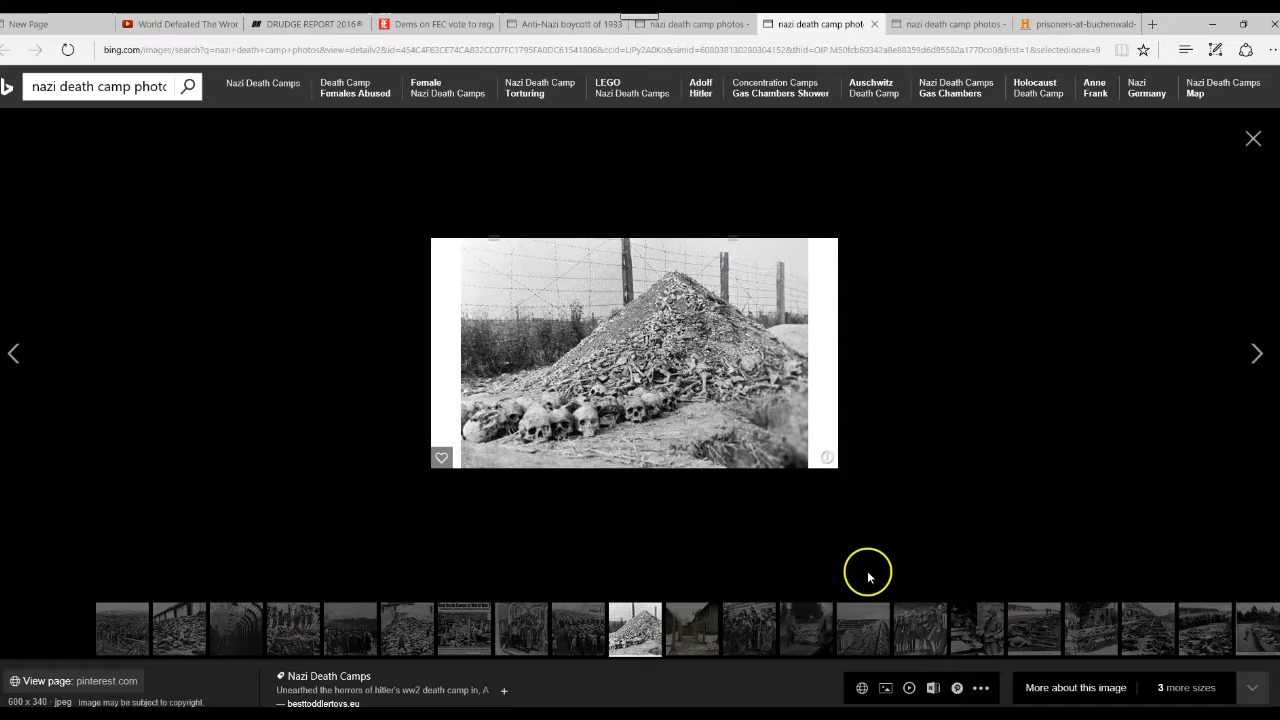 New Page
World Defeated The Wror
DRUDGE REPORT 2016®
Dems on FEC vote to regu
Anti-Nazi boycott of 1933
nazi death camp photos -
nazi death camp phot
nazi death camp photos -
prisoners-at-buchenwald-
nazi death camp photo
Nazi Death Camps
Death Camp
Females Abused
Female
Nazi Death Camps
Nazi Death Camp
Torturing
LEGO
Nazi Death Camps
Adolf
Hitler
Concentration Camps
Gas Chambers Shower
Auschwitz
Death Camp
Nazi Death Camps
Gas Chambers
Holocaust
Death Camp
Anne
Frank
Nazi
Germany
Nazi Death Camps
Map
View page: pinterest.com
600 x 340 · jpeg Image may be subject to copyright.
Nazi Death Camps
Unearthed the horrors of hitler's ww2 death camp in, A
— besttoddlertoys.eu
More about this image
3 more sizes